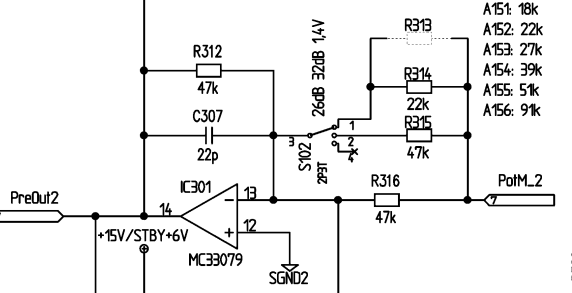 A151: 18k
A152: 22k
A153: 27k
A154: 39k
A155: 51k
A156: 91k
R313
R312
47k
26dB 32dB 1,4V
R314
22k
C307
22p
1
R315
3
2
47k
4
S102
2P3T
IC301
13
R316
47k
PotM_2
7
PreOut2
14
+15V/STBY+6V
12
MC33079
SGND2